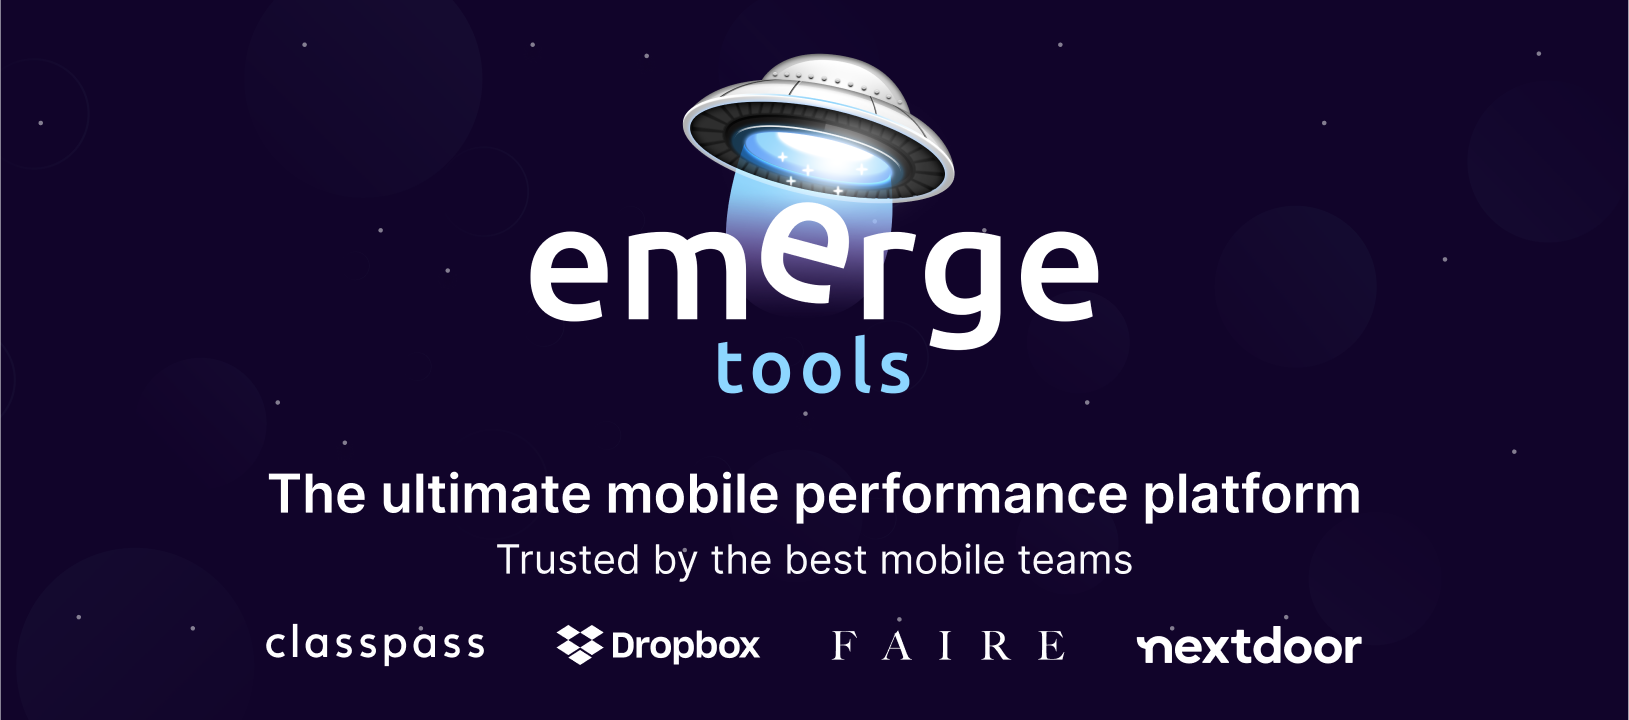 emerge
tools
The ultimate mobile performance platform
Trusted by the best mobile teams
classpass Dropbox FAIRE nextdoor